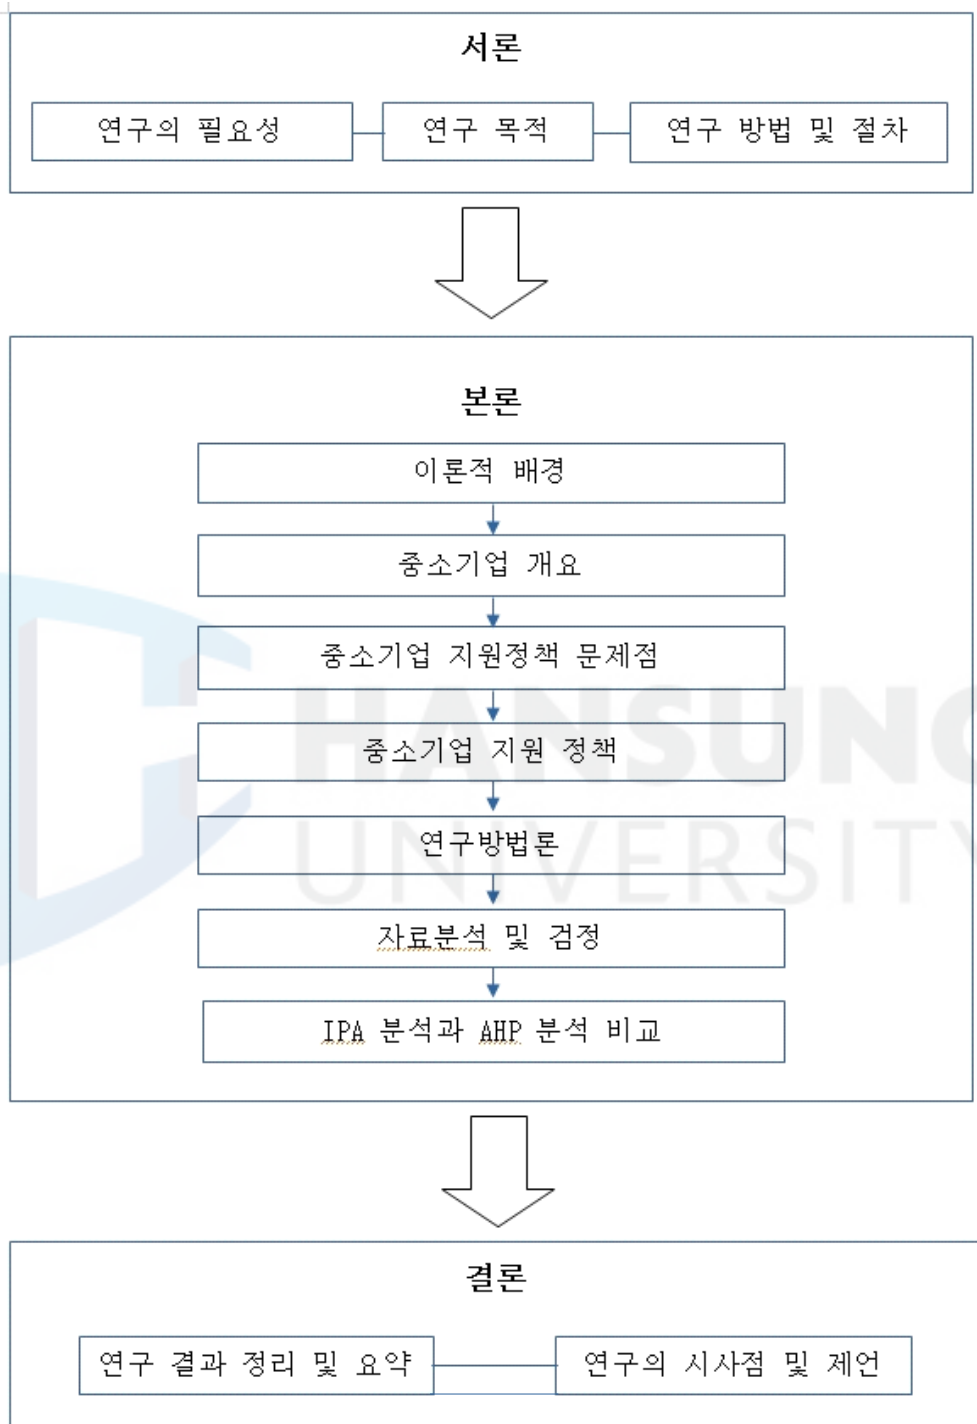 서론
연구의 필요성 연구 목적 연구 방법 및 절차
본론
이론적 배경
중소기업 개요
중소기업 지원정책 문제점
중소기업 지원 정책
HANSUNG
연구방법론
UNIVERSITY
자료분석 및 검정
IPA 분석과 AHP 분석 비교
결론
연구 결과 정리 및 요약 연구의 시사점 및 제언